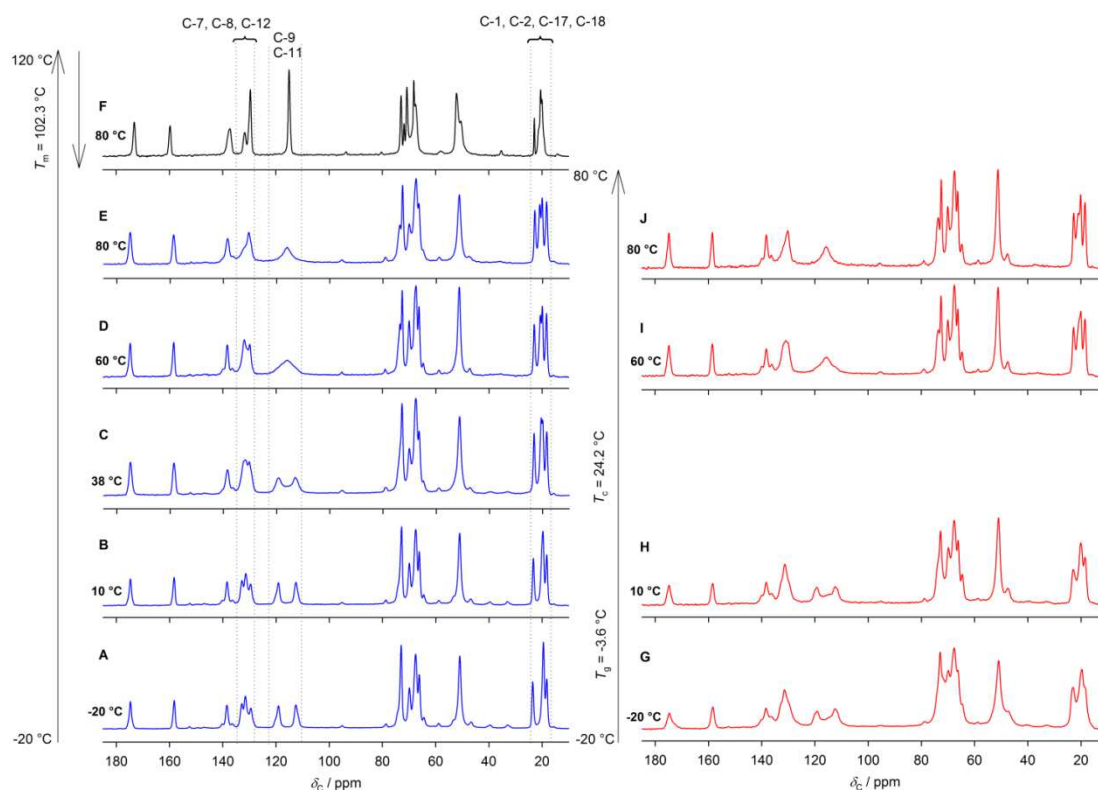 C-7, C-8, C-12
C-9
C-11
C-1, C-2, C-17, C-18
120 °C
T_m = 102.3 °C
F
80 °C
E
80 °C
D
60 °C
C
38 °C
B
10 °C
A
-20 °C
-20 °C
180 160 140 120 100 80 60 40 20
δ_C / ppm
80 °C
T_c = 24.2 °C
T_g = -3.6 °C
-20 °C
J
80 °C
I
60 °C
H
10 °C
G
-20 °C
180 160 140 120 100 80 60 40 20
δ_C / ppm